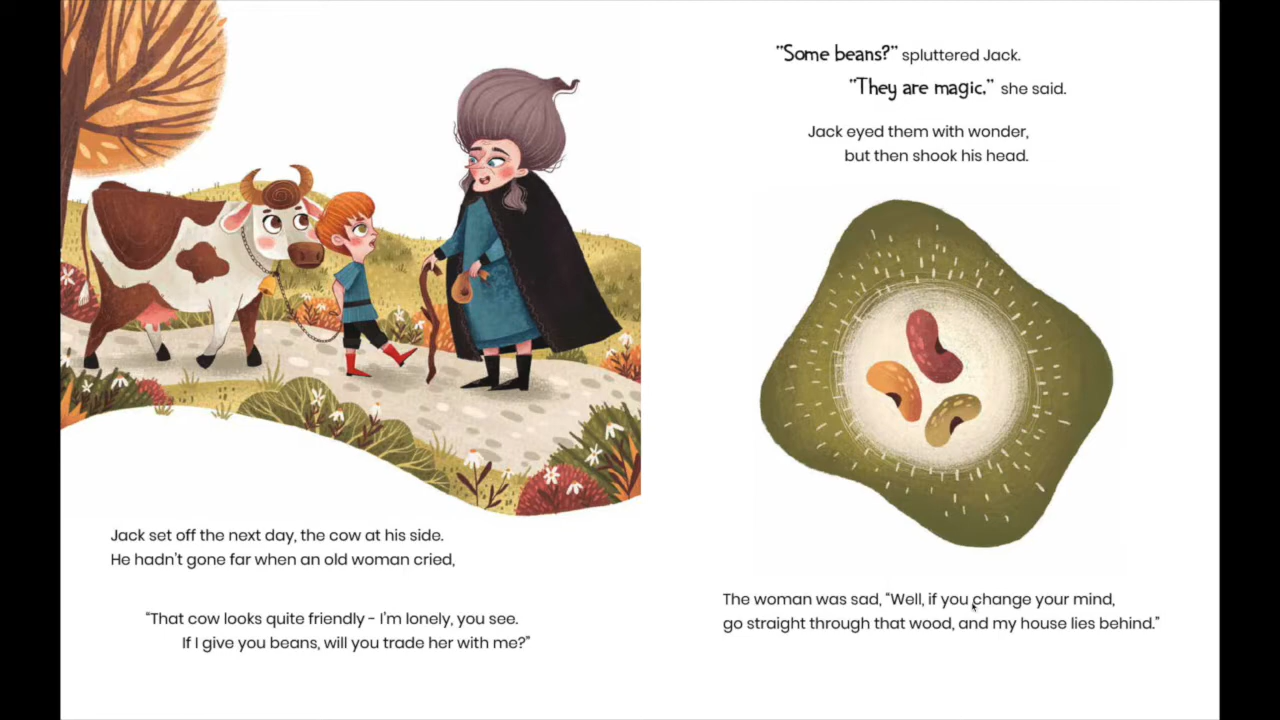 Jack set off the next day, the cow at his side.
He hadn't gone far when an old woman cried,
“That cow looks quite friendly - I'm lonely, you see.
If I give you beans, will you trade her with me?”
”Some beans?” spluttered Jack.
”They are magic,” she said.
Jack eyed them with wonder,
but then shook his head.
The woman was sad, “Well, if you change your mind,
go straight through that wood, and my house lies behind.”